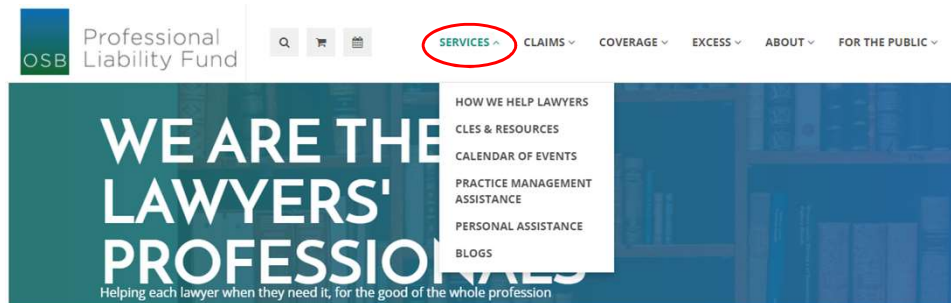 OSB
Professional
Liability Fund
SERVICES
CLAIMS
COVERAGE
EXCESS
ABOUT
FOR THE PUBLIC
HOW WE HELP LAWYERS
CLES & RESOURCES
CALENDAR OF EVENTS
PRACTICE MANAGEMENT
ASSISTANCE
PERSONAL ASSISTANCE
BLOGS
WE ARE THE
LAWYERS'
PROFESSIONALS
Helping each lawyer when they need it, for the good of the whole profession